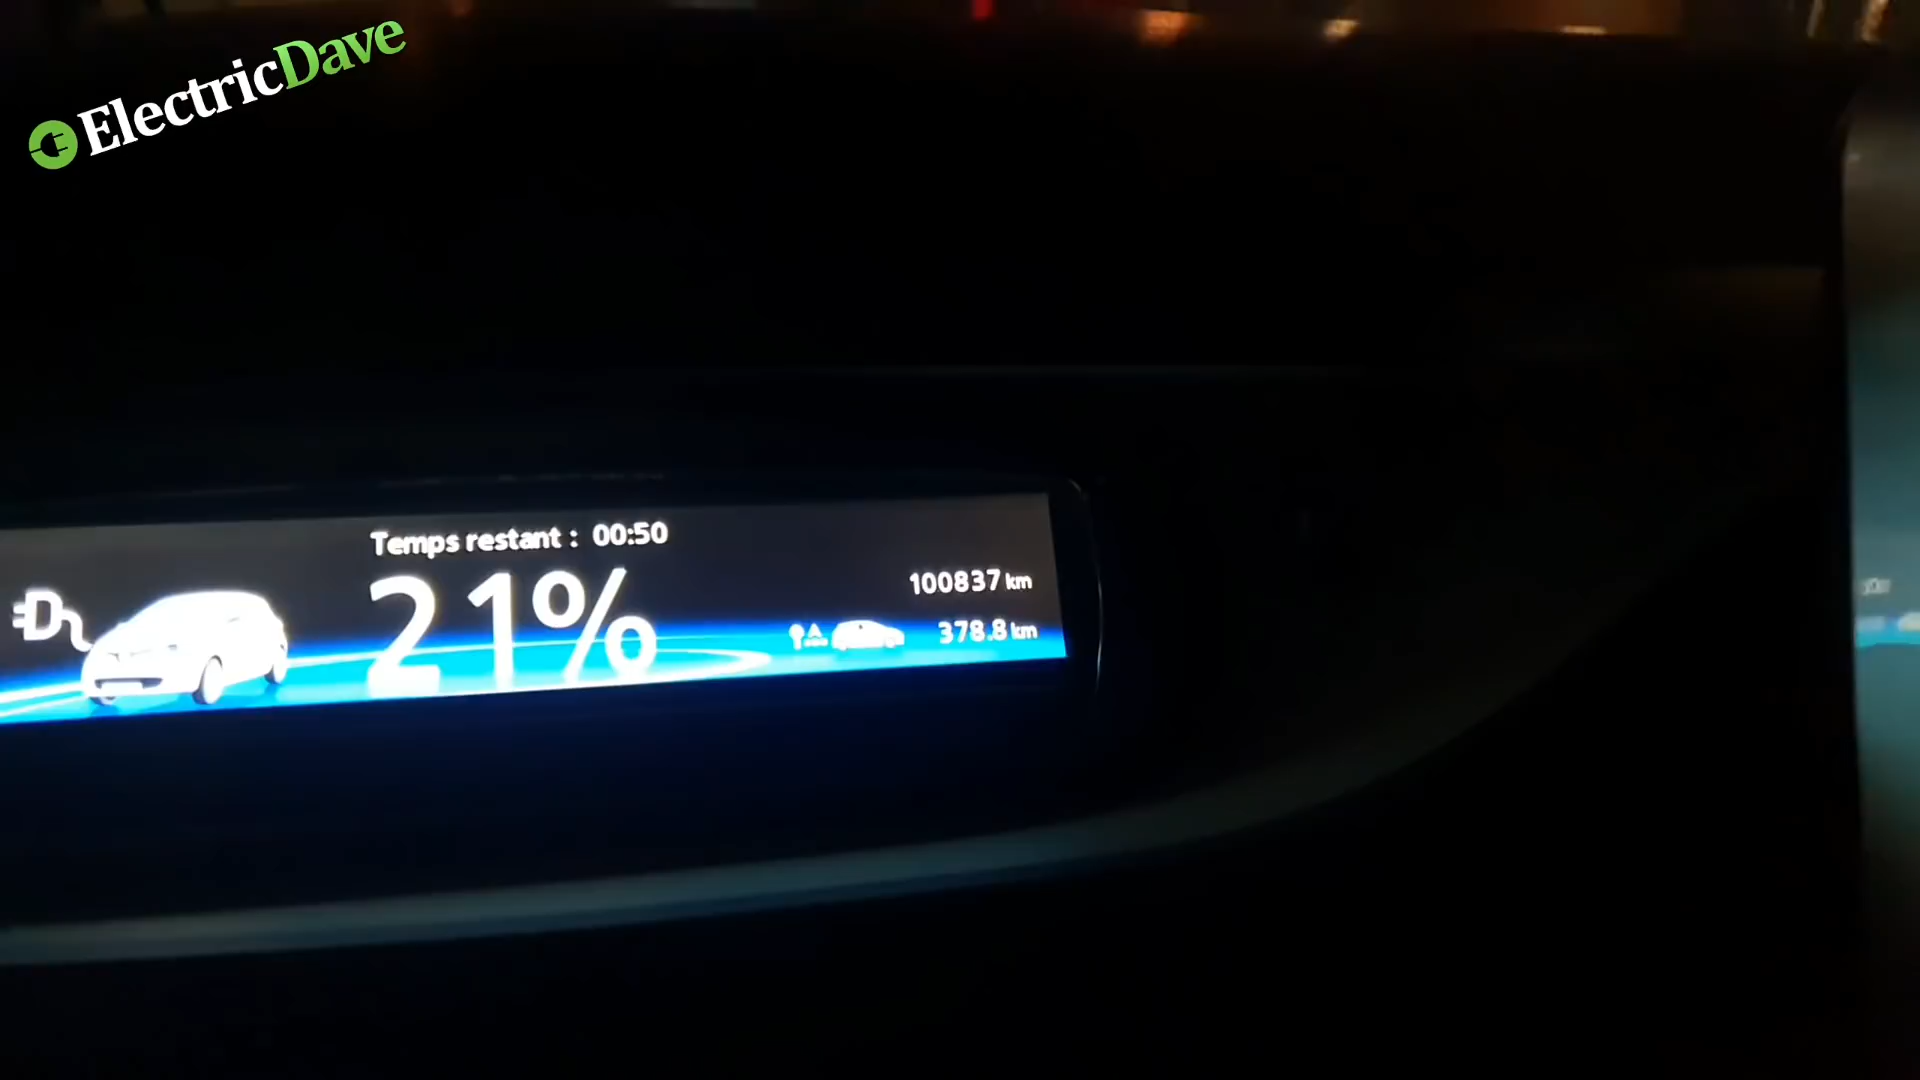 ElectricDave
Temps restant : 00:50
21%
100837 km
378.8 km